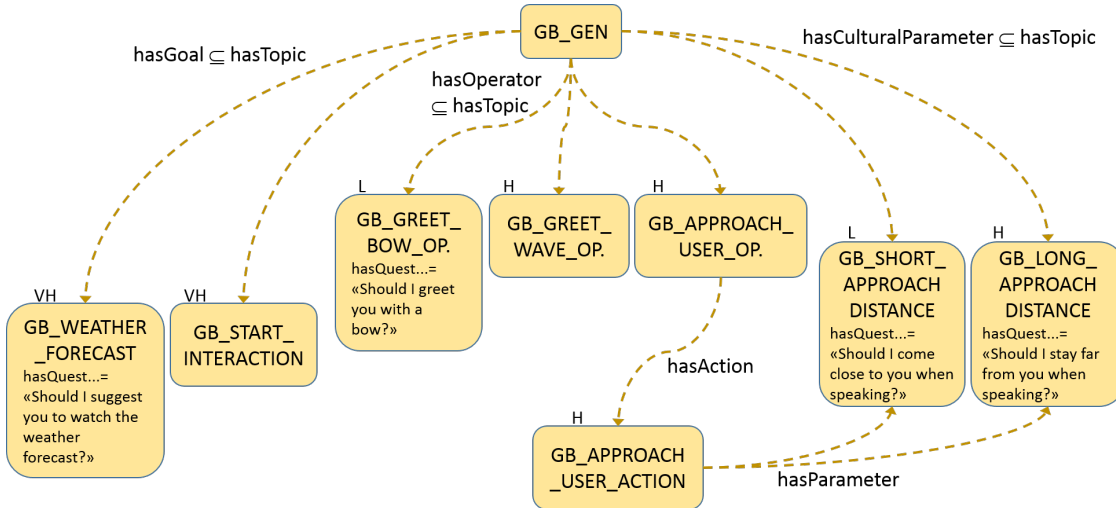 GB_GEN
hasGoal ⊆ hasTopic
hasOperator
⊆ hasTopic
hasCulturalParameter ⊆ hasTopic
L
GB_GREET_
BOW_OP.
hasQuest...=
«Should I greet
you with a
bow?»
H
GB_GREET_
WAVE_OP.
H
GB_APPROACH_
USER_OP.
L
GB_SHORT_
APPROACH
DISTANCE
hasQuest...=
«Should I come
close to you when
speaking?»
H
GB_LONG_
APPROACH
DISTANCE
hasQuest...=
«Should I stay far
from you when
speaking?»
VH
GB_WEATHER
_FORECAST
hasQuest...=
«Should I suggest
you to watch the
weather
forecast?»
VH
GB_START_
INTERACTION
hasAction
H
GB_APPROACH
_USER_ACTION
hasParameter